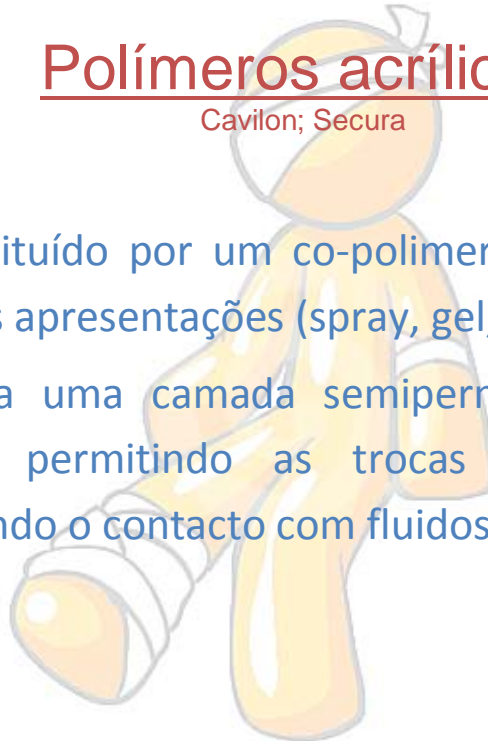 Polímeros acrílic
Cavilon; Secura
ituído por um co-polimer
s apresentações (spray, gel,
a uma camada semiperm
permitindo as trocas
ndo o contacto com fluidos